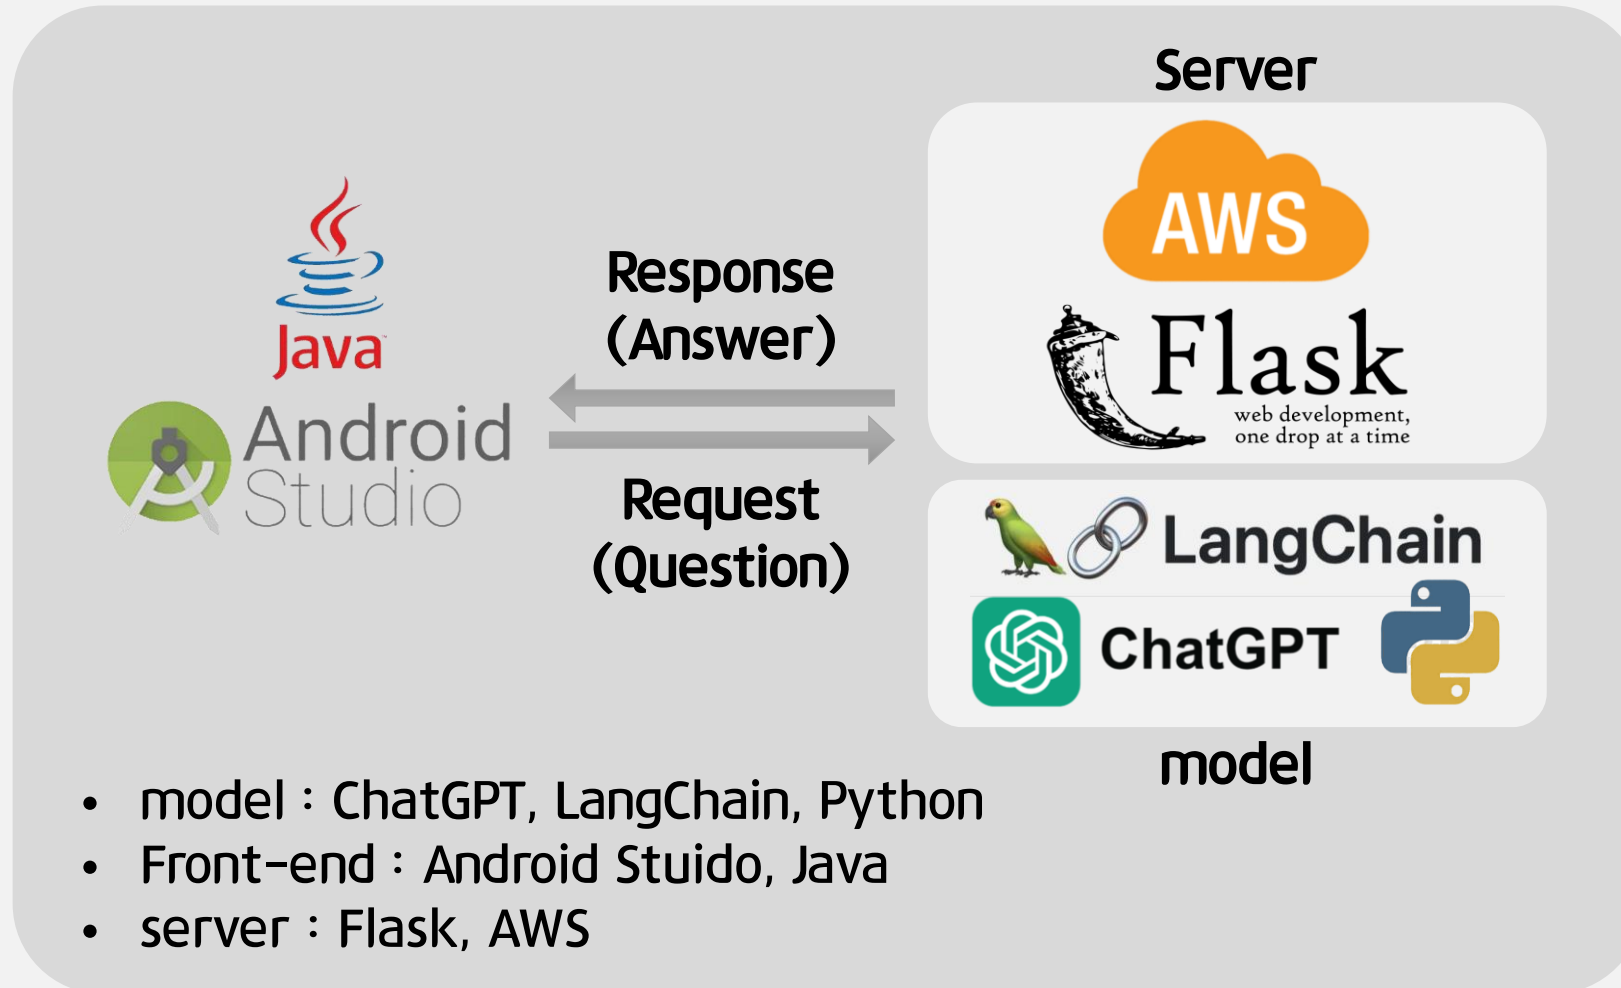 Server
AWS
Flask
web development,
one drop at a time
Java
Android
Studio
Response
(Answer)
Request
(Question)
LangChain
ChatGPT
model
• model : ChatGPT, LangChain, Python
• Front-end : Android Stuido, Java
• server : Flask, AWS